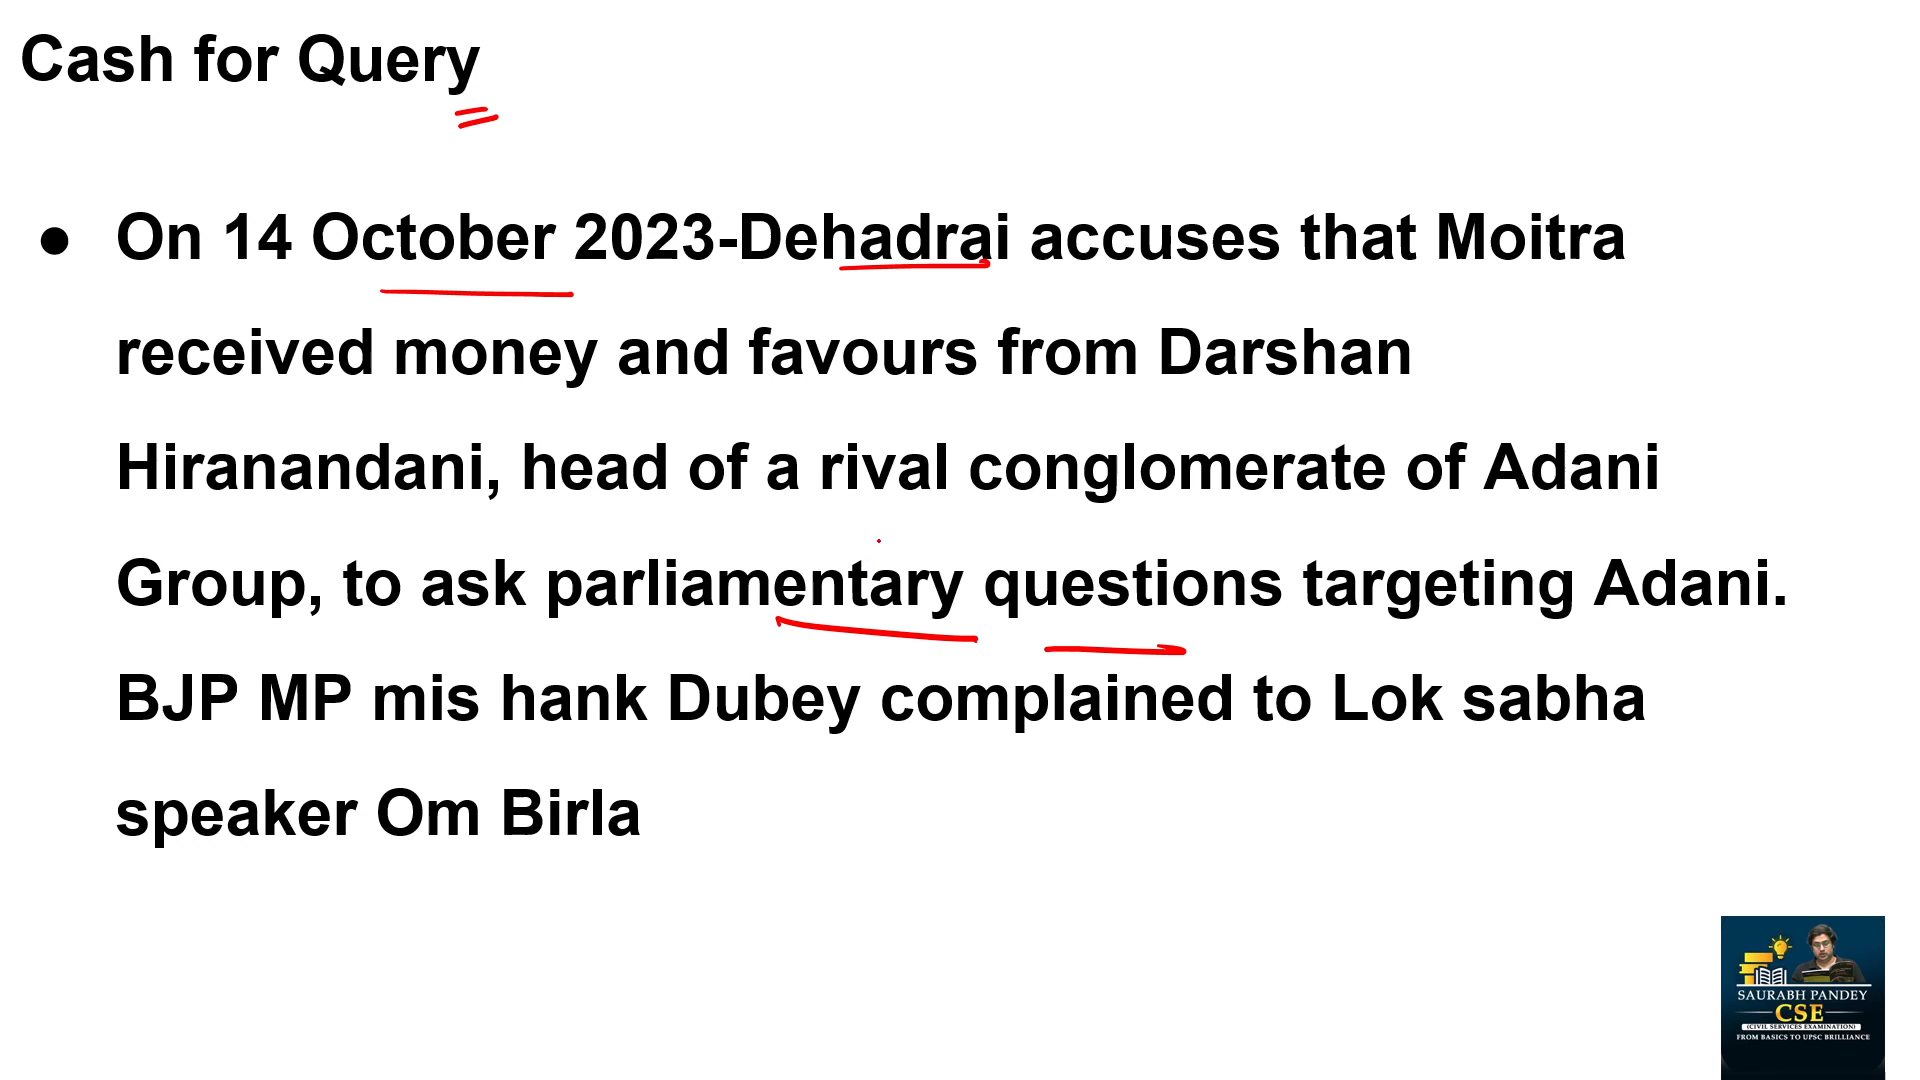 Cash for Query
● On 14 October 2023-Dehadrai accuses that Moitra
received money and favours from Darshan
Hiranandani, head of a rival conglomerate of Adani
Group, to ask parliamentary questions targeting Adani.
BJP MP mis hank Dubey complained to Lok sabha
speaker Om Birla
SAURABH PANDEY
CSE
(CIVIL SERVICES EXAMINATION)
FROM BASICS TO UPSC BRILLIANCE